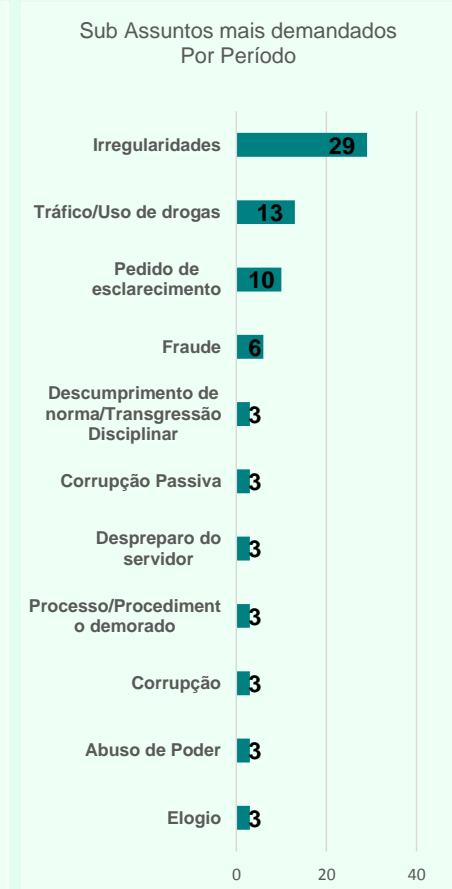 Sub Assuntos mais demandados
Por Período
Irregularidades
29
Tráfico/Uso de drogas
13
Pedido de
esclarecimento
10
Fraude
6
Descumprimento de
norma/Transgressão
Disciplinar
3
Corrupção Passiva
3
Despreparo do
servidor
3
Processo/Procediment
o demorado
3
Corrupção
3
Abuso de Poder
3
Elogio
3
0 20 40